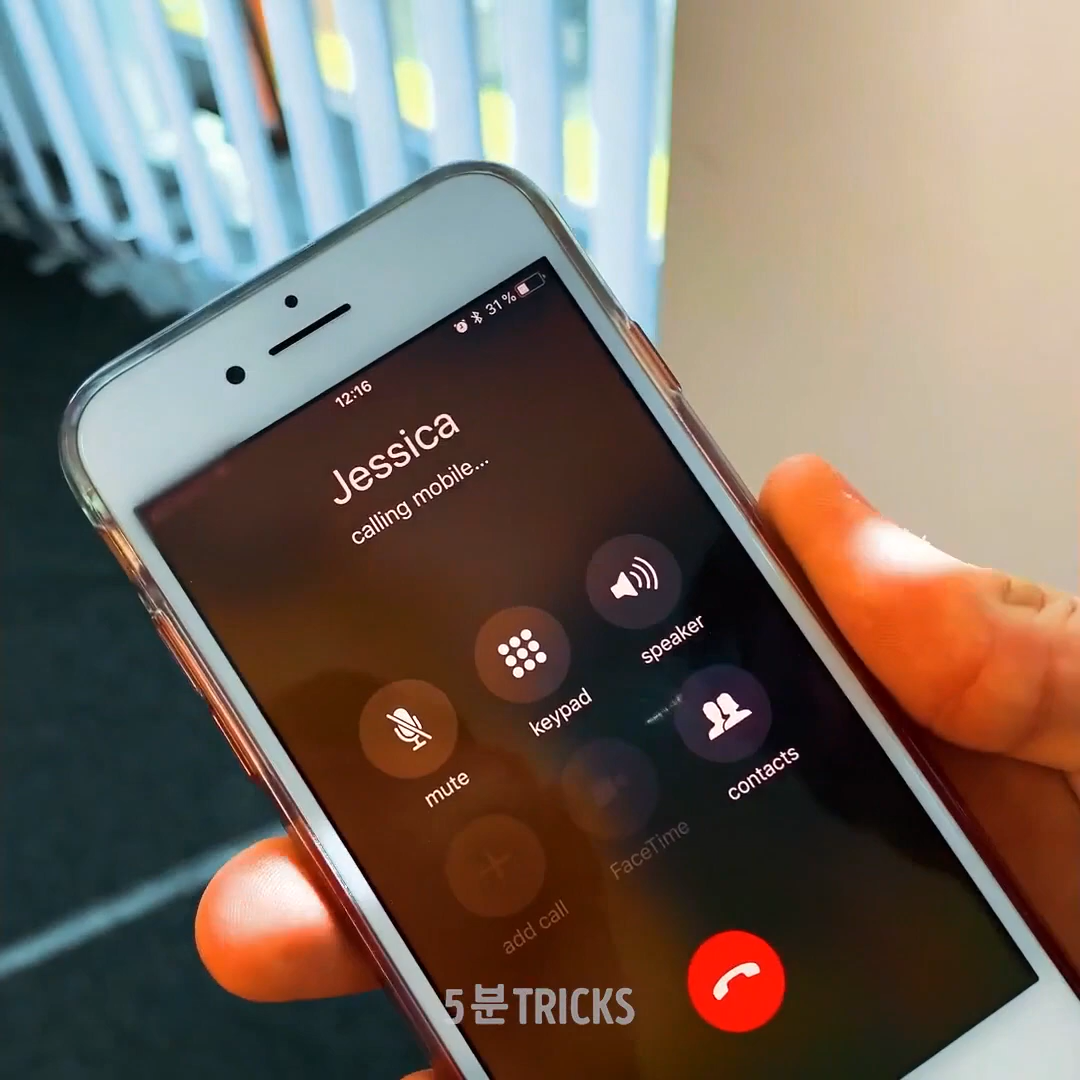 31 %
12:16
Jessica
calling mobile...
mute
keypad
speaker
add call
FaceTime
contacts
5분TRICKS